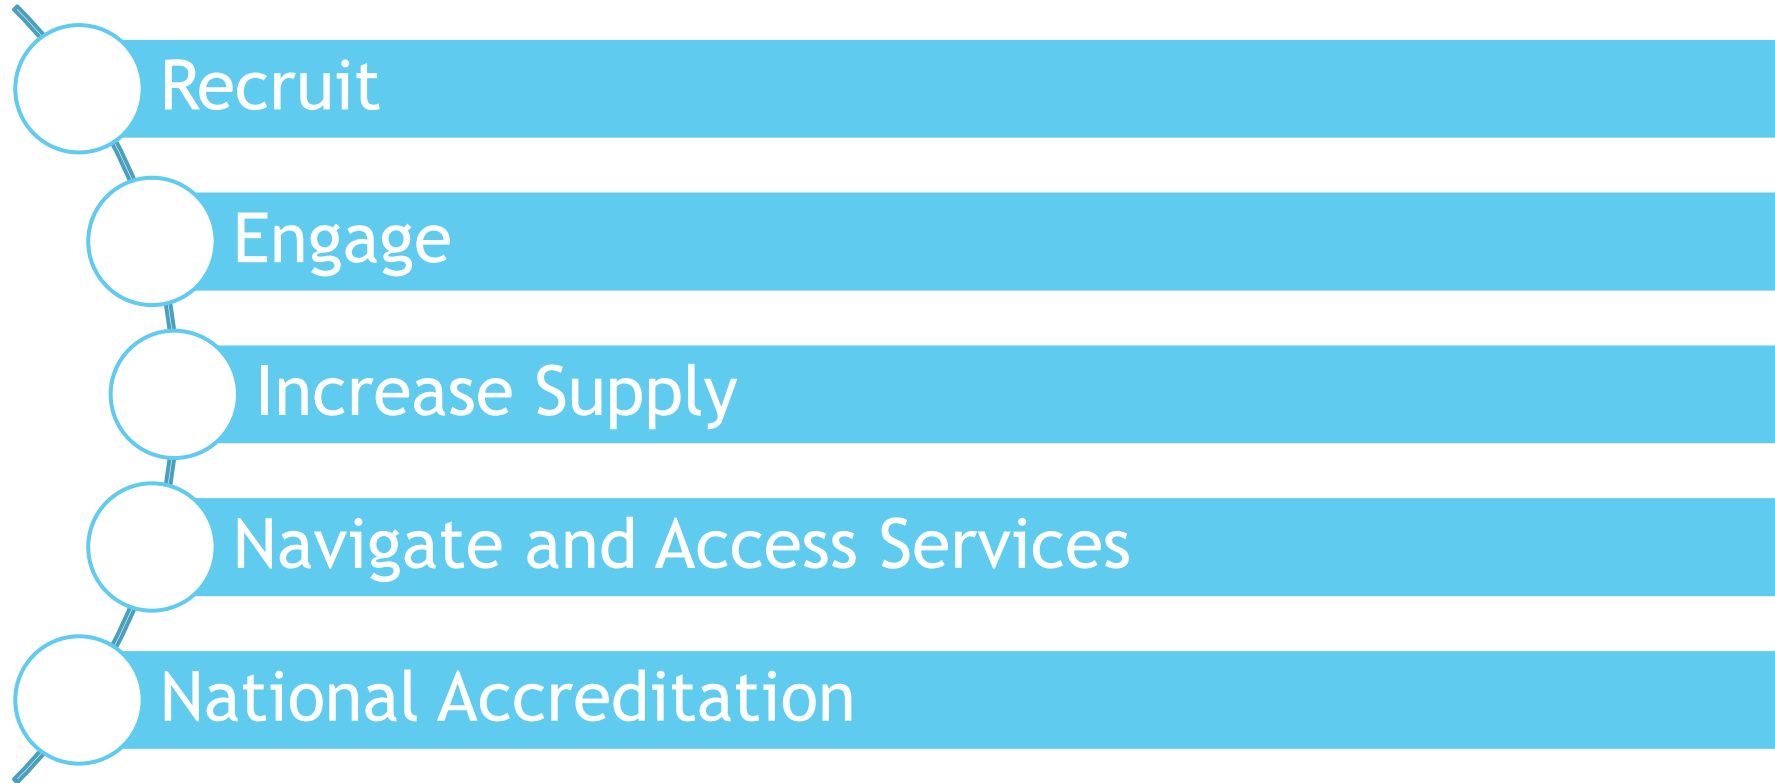 Recruit
Engage
Increase Supply
Navigate and Access Services
National Accreditation